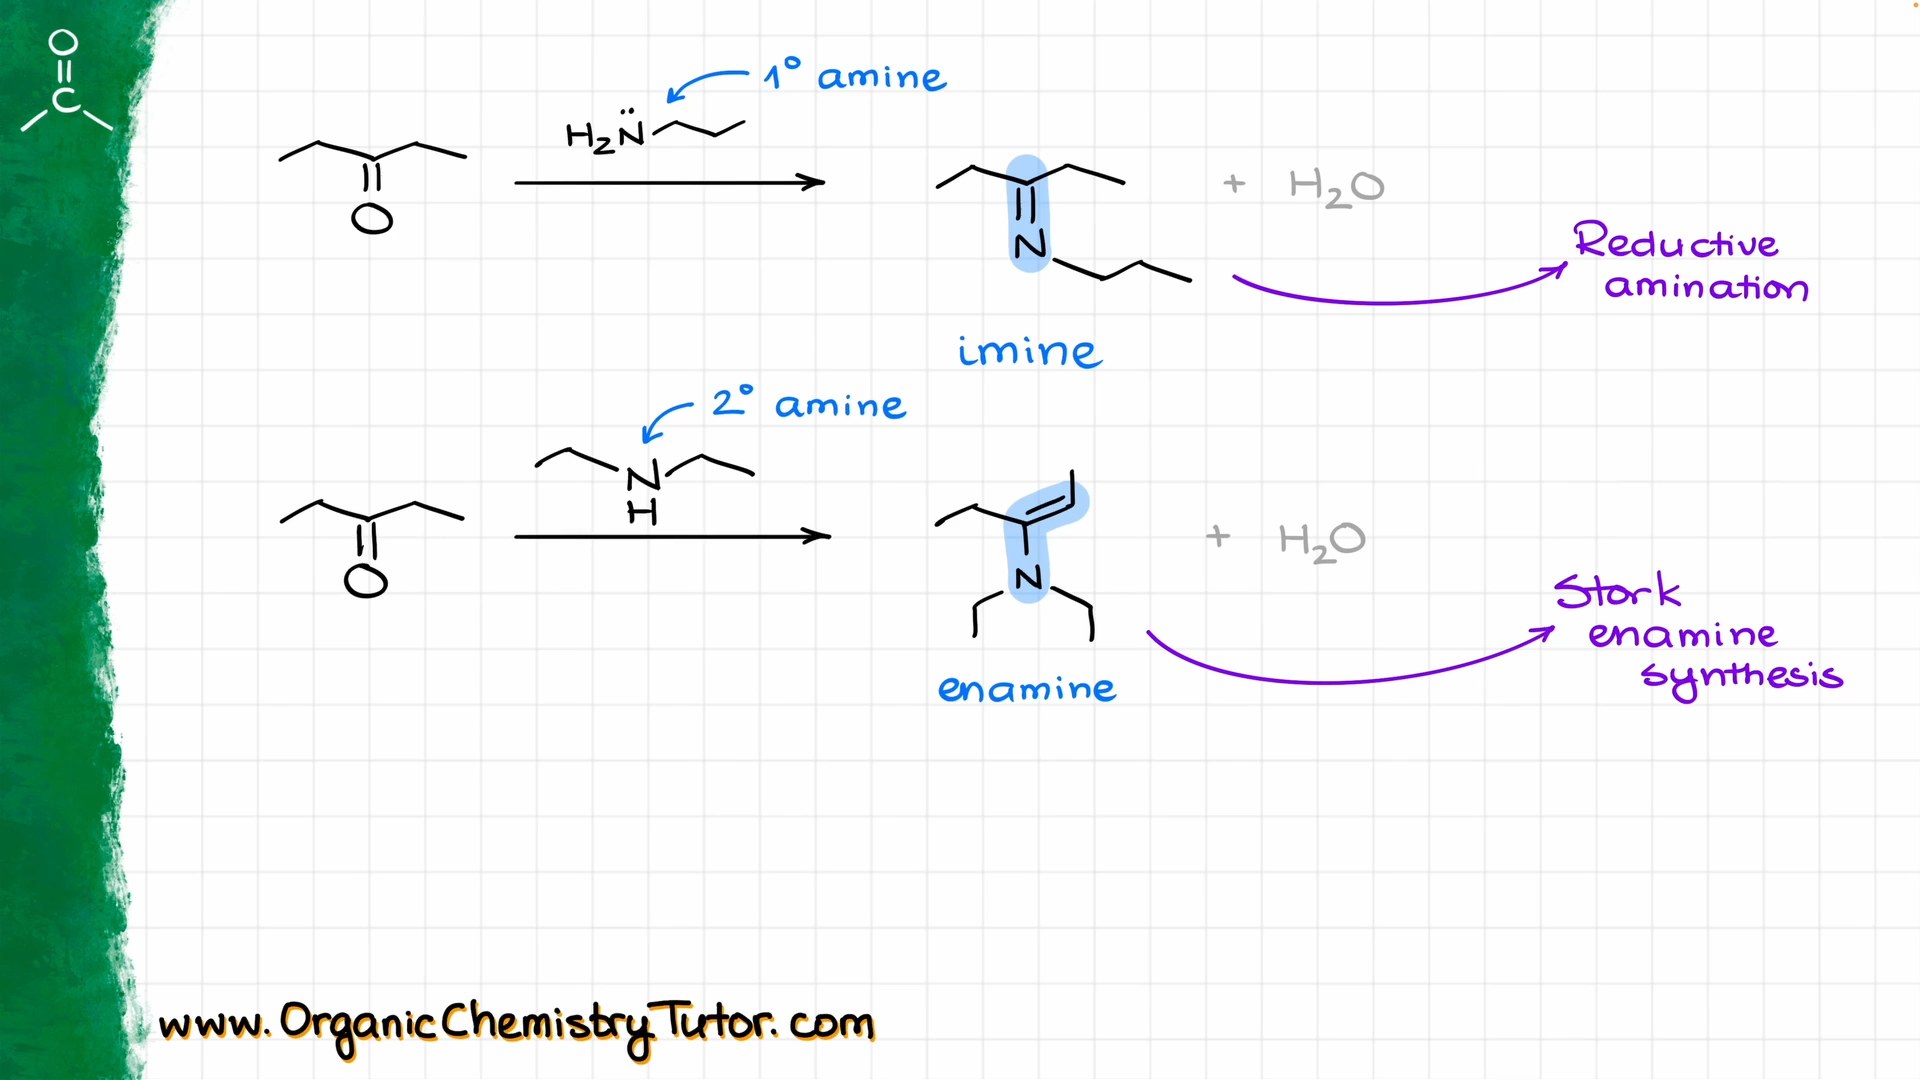 O
C
1° amine
H₂N̈
O
N
+ H₂O
Reductive
amination
imine
2° amine
N
H
O
N
+ H₂O
enamine
Stork
enamine
synthesis
www.OrganicChemistryTutor.com